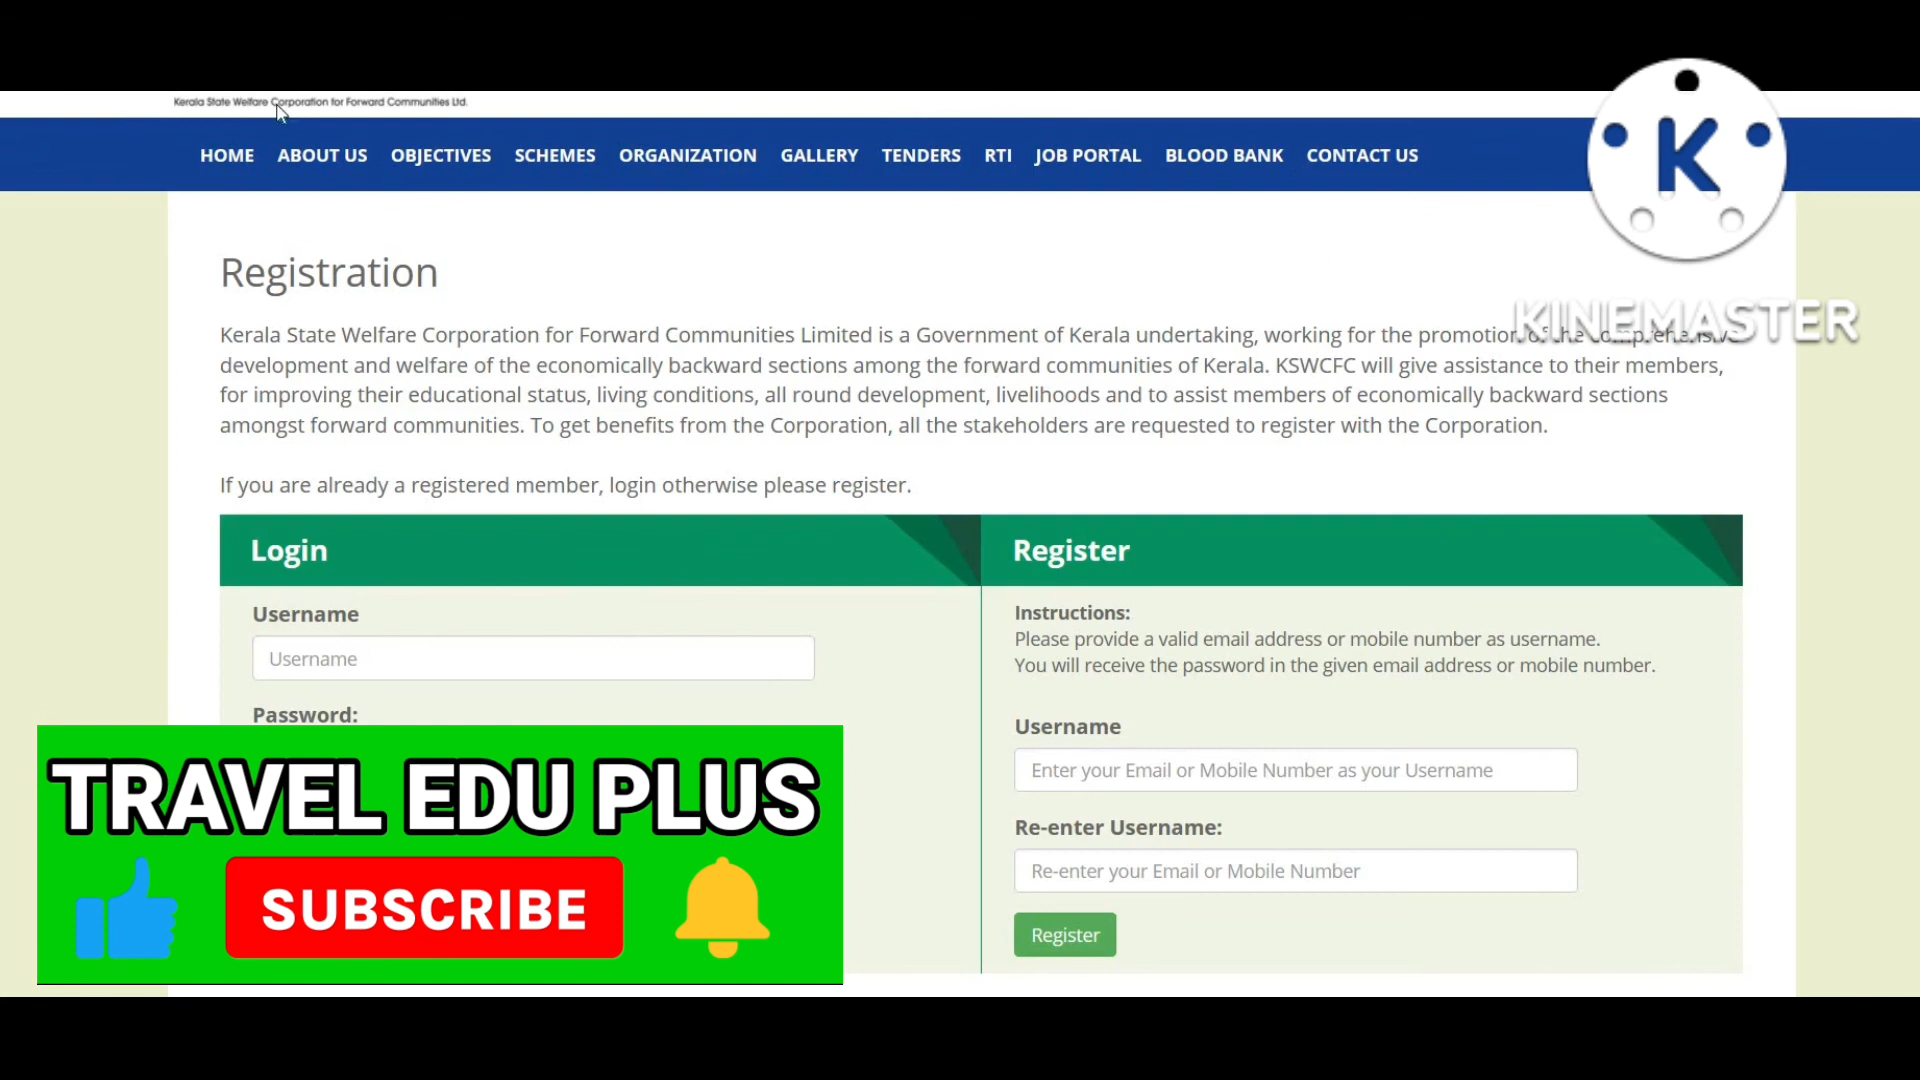 Kerala State Welfare Corporation for Forward Communities Ltd.
HOME ABOUT US OBJECTIVES SCHEMES ORGANIZATION GALLERY TENDERS RTI JOB PORTAL BLOOD BANK CONTACT US
K
KINEMASTER
Registration
Kerala State Welfare Corporation for Forward Communities Limited is a Government of Kerala undertaking, working for the promotion of the comprehensive
development and welfare of the economically backward sections among the forward communities of Kerala. KSWCFC will give assistance to their members,
for improving their educational status, living conditions, all round development, livelihoods and to assist members of economically backward sections
amongst forward communities. To get benefits from the Corporation, all the stakeholders are requested to register with the Corporation.
If you are already a registered member, login otherwise please register.
Login
Username
Username
Password:
Register
Instructions:
Please provide a valid email address or mobile number as username.
You will receive the password in the given email address or mobile number.
Username
Enter your Email or Mobile Number as your Username
Re-enter Username:
Re-enter your Email or Mobile Number
Register
TRAVEL EDU PLUS
SUBSCRIBE